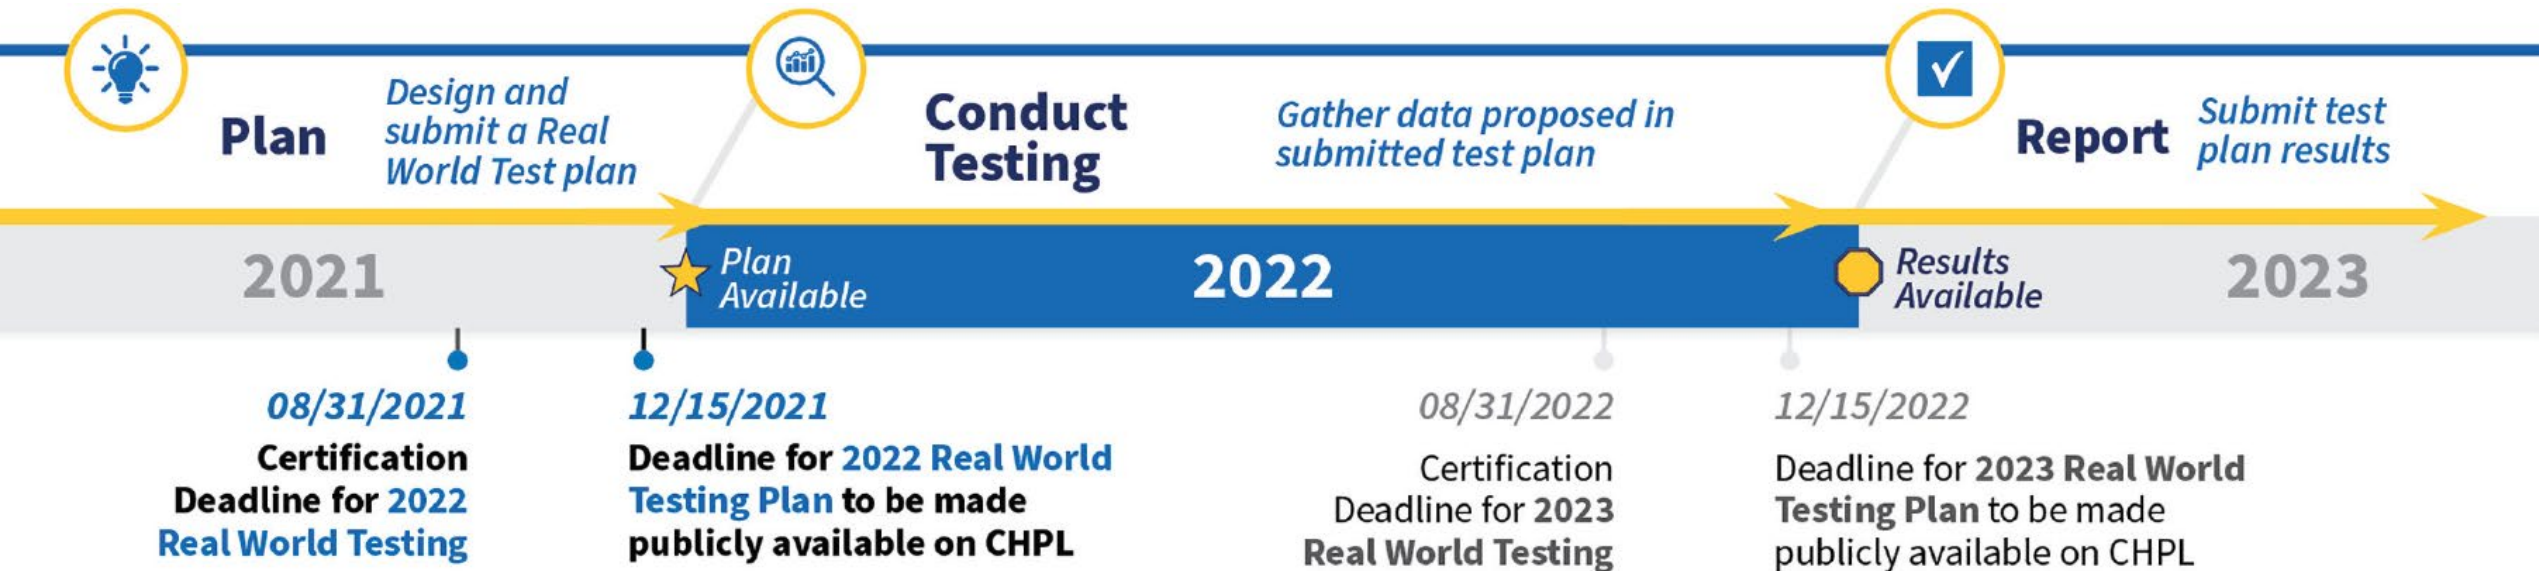 Plan
Design and
submit a Real
World Test plan
Conduct
Testing
Gather data proposed in
submitted test plan
Report
Submit test
plan results
2021
Plan
Available
2022
Results
Available
2023
08/31/2021
Certification
Deadline for 2022
Real World Testing
12/15/2021
Deadline for 2022 Real World
Testing Plan to be made
publicly available on CHPL
08/31/2022
Certification
Deadline for 2023
Real World Testing
12/15/2022
Deadline for 2023 Real World
Testing Plan to be made
publicly available on CHPL